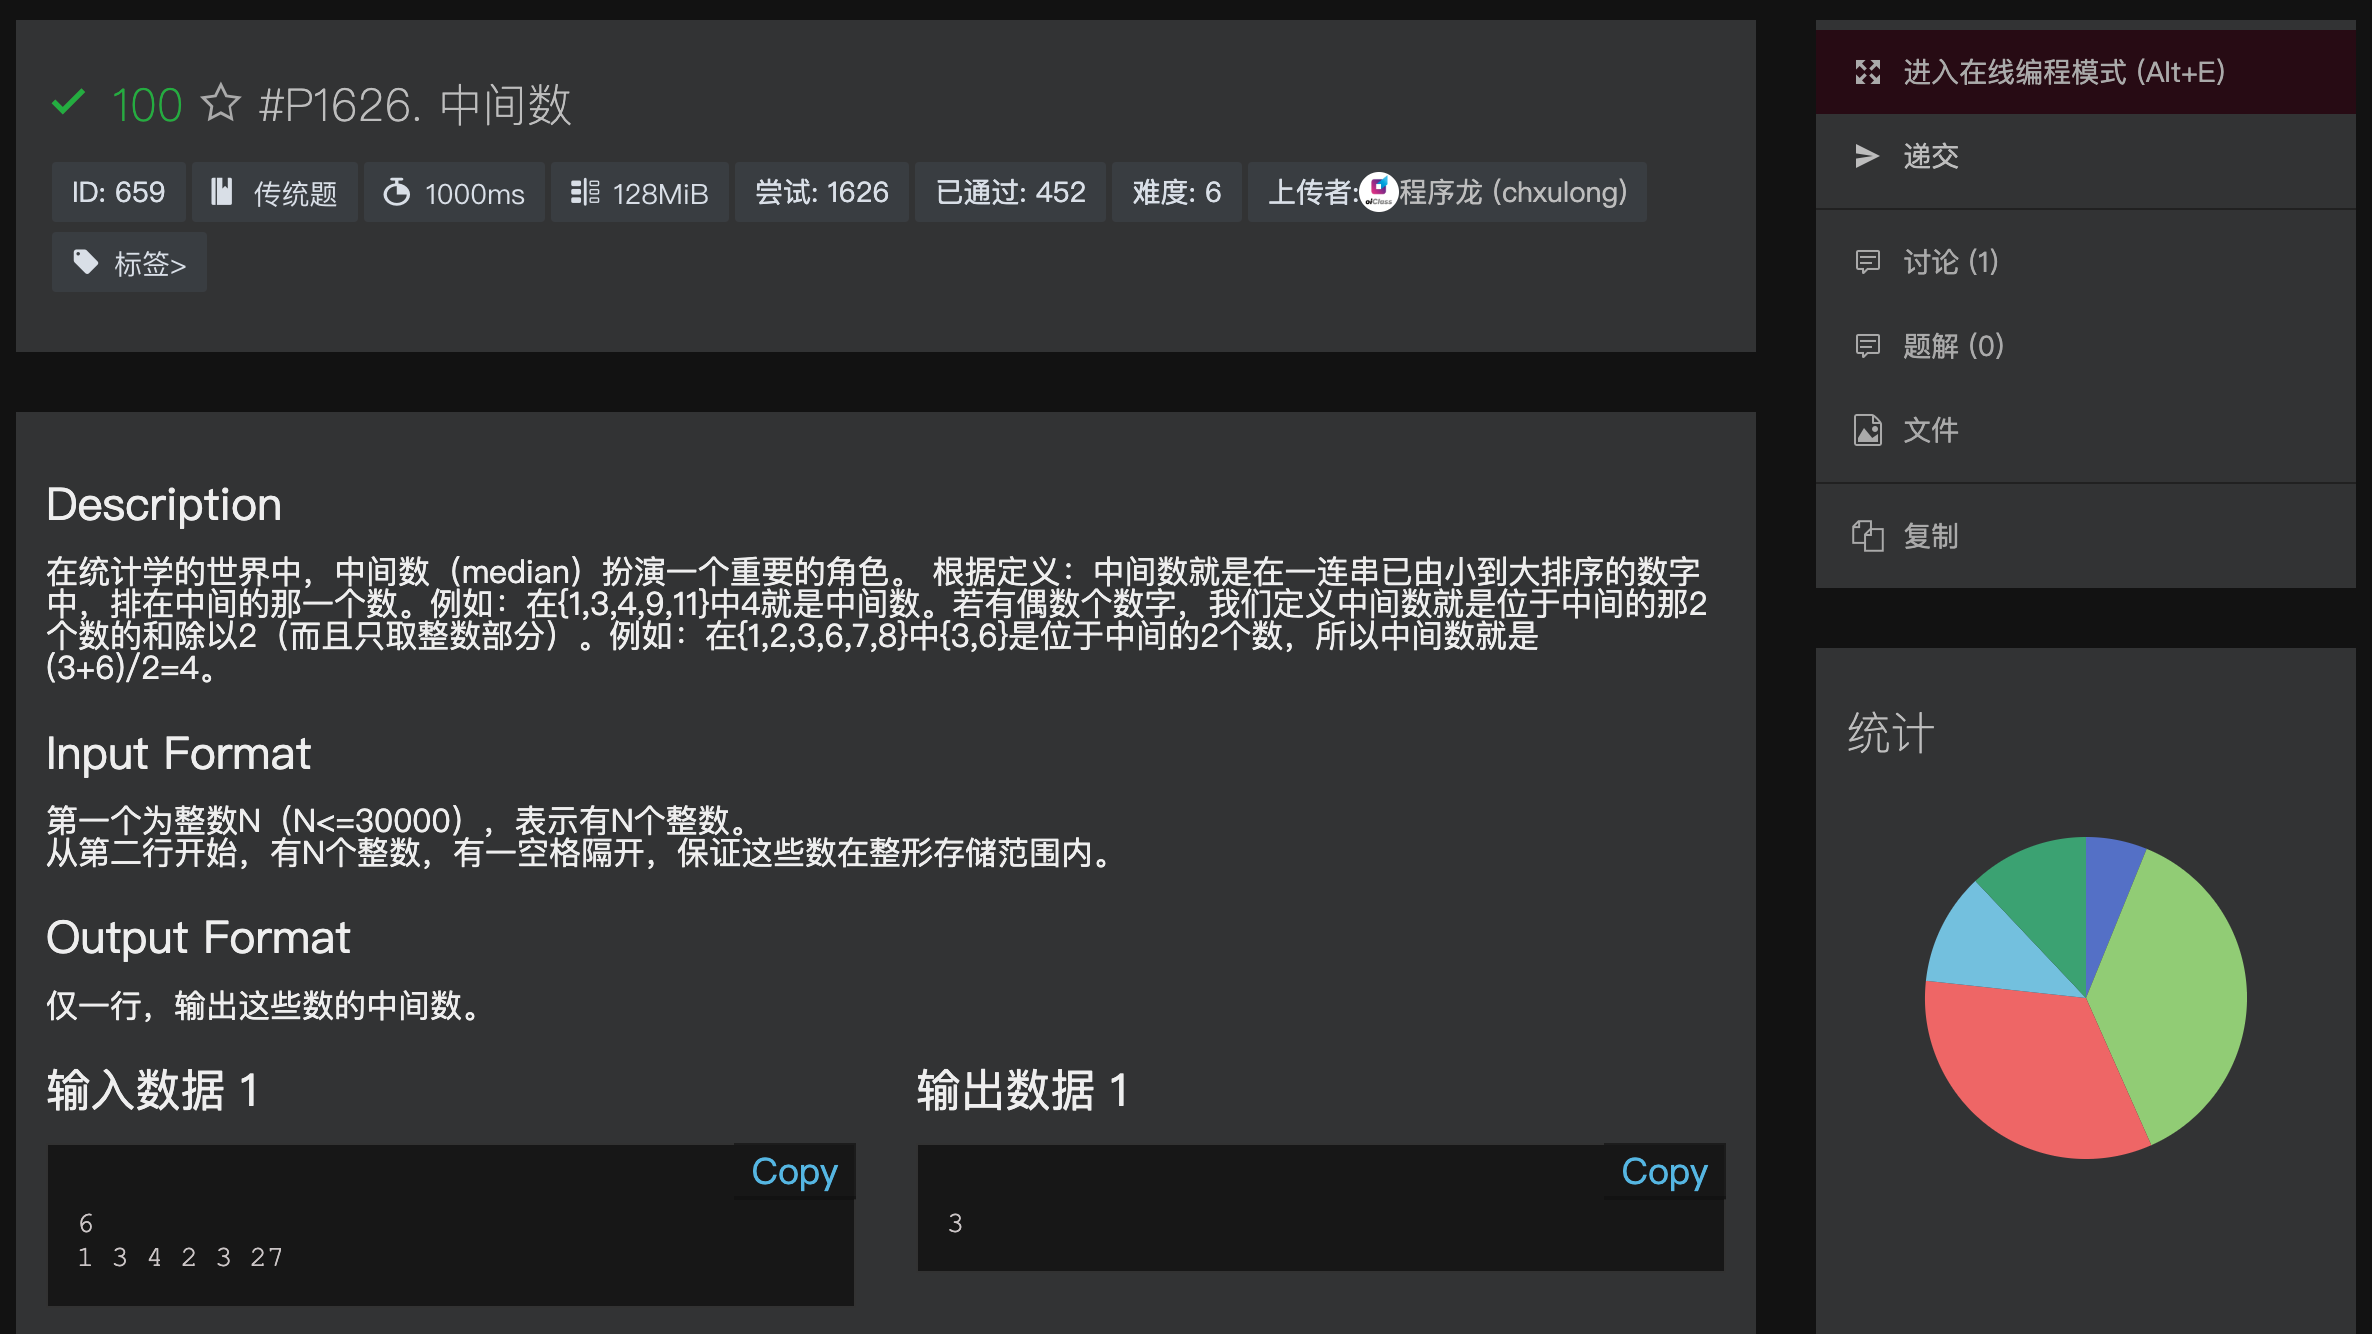 100 #P1626. 中间数
ID: 659 传统题 1000ms 128MiB 尝试: 1626 已通过: 452 难度: 6 上传者: oiClass 程序龙 (chxulong)
标签>
Description
在统计学的世界中，中间数（median）扮演一个重要的角色。 根据定义：中间数就是在一连串已由小到大排序的数字
中，排在中间的那一个数。例如：在{1,3,4,9,11}中4就是中间数。若有偶数个数字，我们定义中间数就是位于中间的那2
个数的和除以2（而且只取整数部分）。例如：在{1,2,3,6,7,8}中{3,6}是位于中间的2个数，所以中间数就是
(3+6)/2=4。
Input Format
第一个为整数N（N<=30000），表示有N个整数。
从第二行开始，有N个整数，有一空格隔开，保证这些数在整形存储范围内。
Output Format
仅一行，输出这些数的中间数。
输入数据 1
Copy
6
1 3 4 2 3 27
输出数据 1
Copy
3
进入在线编程模式 (Alt+E)
递交
讨论 (1)
题解 (0)
文件
复制
统计